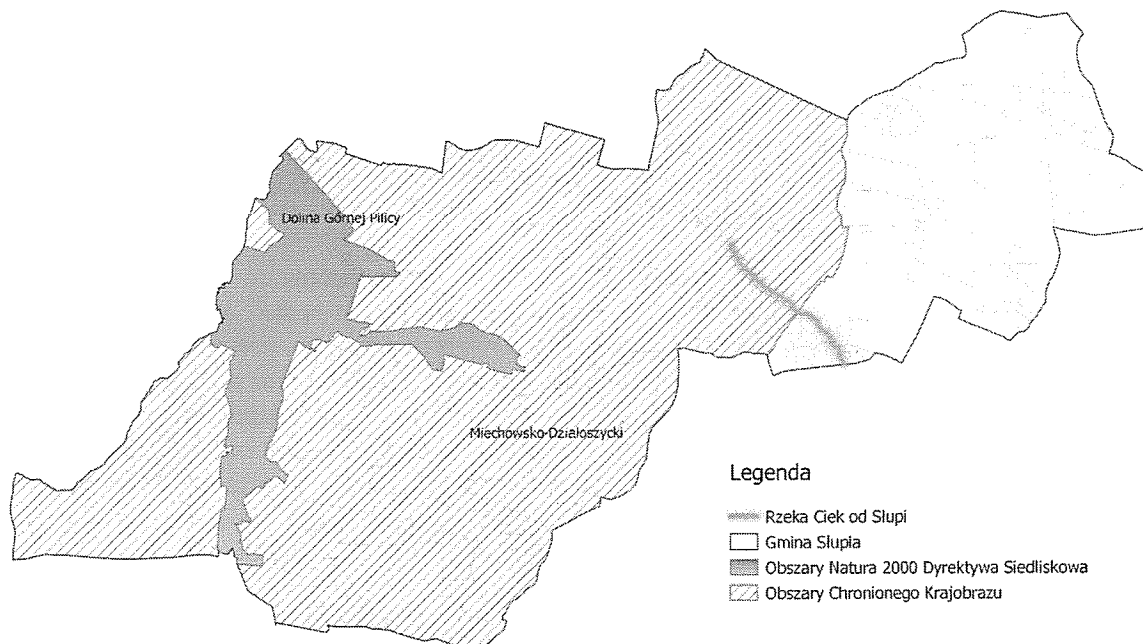 Dolina Górnej Pilicy
Miechowsko-Działoszycki
Legenda
Rzeka Ciek od Słupi
Gmina Słupia
Obszary Natura 2000 Dyrektywa Siedliskowa
Obszary Chronionego Krajobrazu